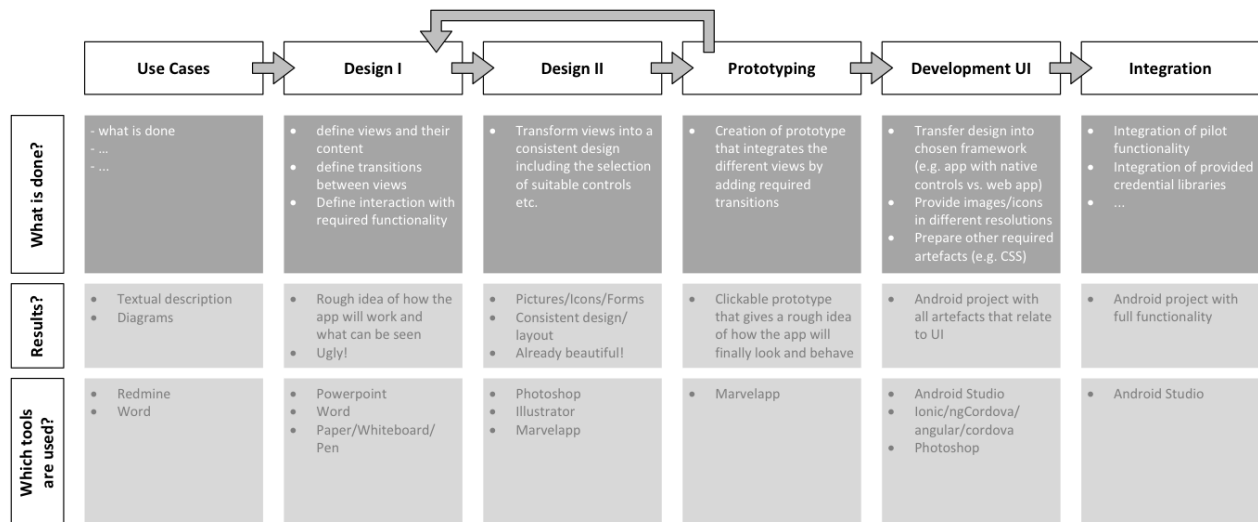 Use Cases
Design I
Design II
Prototyping
Development UI
Integration
What is done?
- what is done
- ...
- ...
• define views and their
content
• define transitions
between views
• Define interaction with
required functionality
• Transform views into a
consistent design
including the selection
of suitable controls
etc.
• Creation of prototype
that integrates the
different views by
adding required
transitions
• Transfer design into
chosen framework
(e.g. app with native
controls vs. web app)
• Provide images/icons
in different resolutions
• Prepare other required
artefacts (e.g. CSS)
• Integration of pilot
functionality
• Integration of provided
credential libraries
• ...
Results?
• Textual description
• Diagrams
• Rough idea of how the
app will work and
what can be seen
• Ugly!
• Pictures/Icons/Forms
• Consistent design/
layout
• Already beautiful!
• Clickable prototype
that gives a rough idea
of how the app will
finally look and behave
• Android project with
all artefacts that relate
to UI
• Android project with
full functionality
Which tools
are used?
• Redmine
• Word
• Powerpoint
• Word
• Paper/Whiteboard/
Pen
• Photoshop
• Illustrator
• Marvelapp
• Marvelapp
• Android Studio
• Ionic/ngCordova/
angular/cordova
• Photoshop
• Android Studio